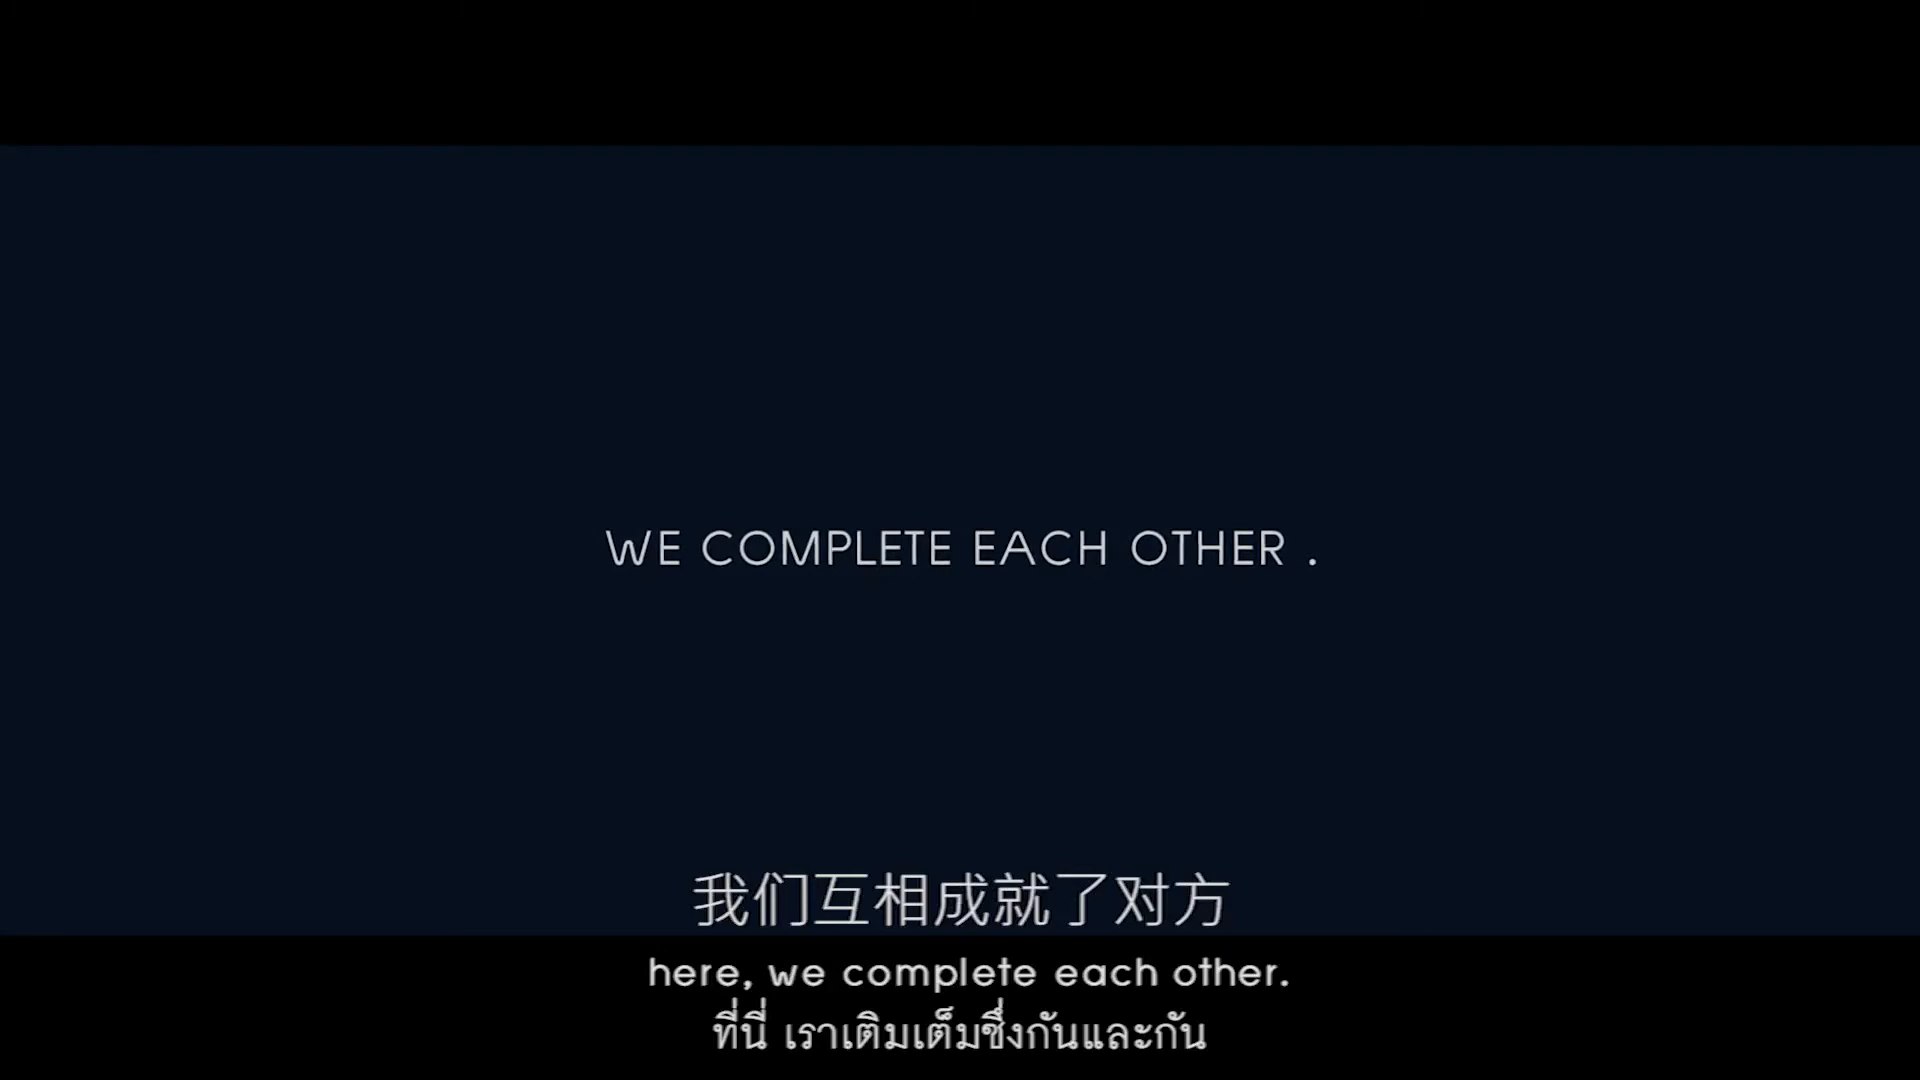 WE COMPLETE EACH OTHER .
我们互相成就了对方
here, we complete each other.
ที่นี่ เราเติมเต็มซึ่งกันและกัน